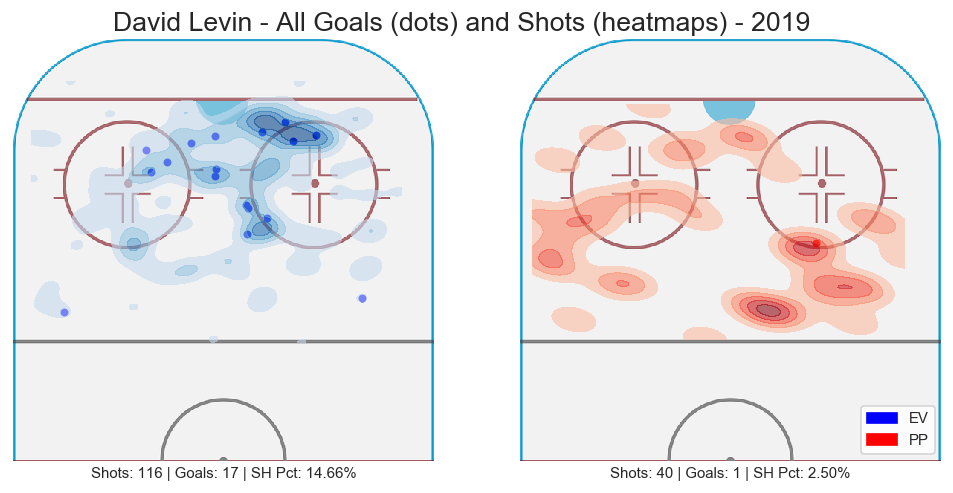 David Levin - All Goals (dots) and Shots (heatmaps) - 2019
EV
PP
Shots: 116 | Goals: 17 | SH Pct: 14.66%
Shots: 40 | Goals: 1 | SH Pct: 2.50%